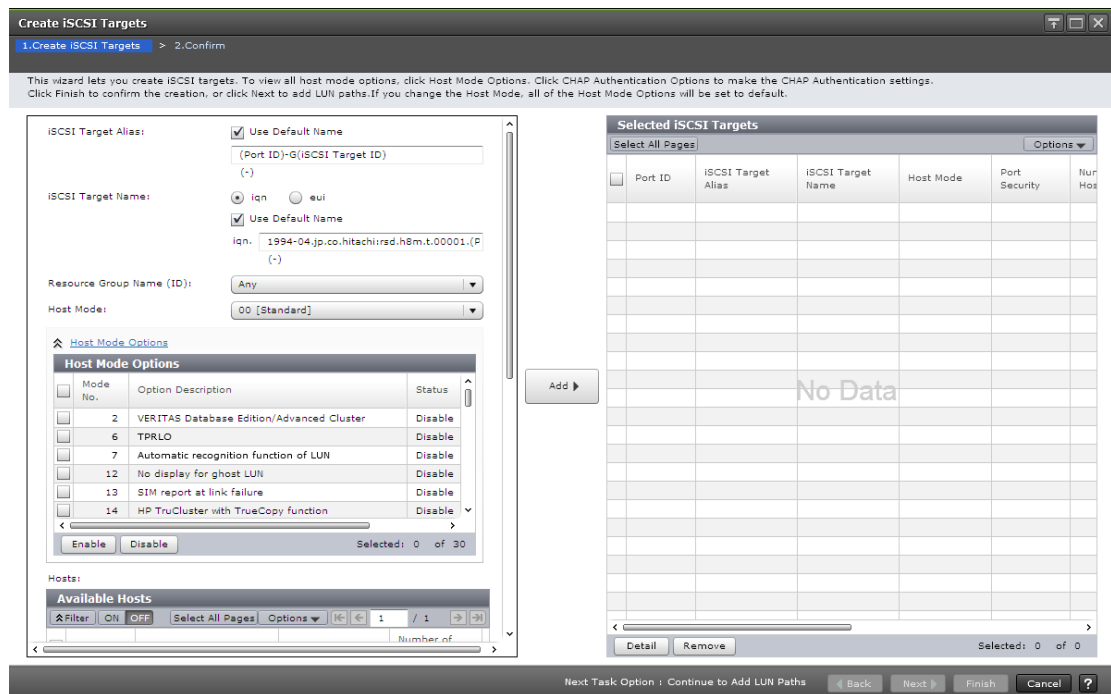 Create iSCSI Targets
1.Create iSCSI Targets > 2.Confirm
This wizard lets you create iSCSI targets. To view all host mode options, click Host Mode Options. Click CHAP Authentication Options to make the CHAP Authentication settings.
Click Finish to confirm the creation, or click Next to add LUN paths.If you change the Host Mode, all of the Host Mode Options will be set to default.
iSCSI Target Alias:
Use Default Name
(Port ID)-G(iSCSI Target ID)
(-)
iSCSI Target Name:
iqn
eui
Use Default Name
iqn. 1994-04.jp.co.hitachi:rsd.h8m.t.00001.(P
(-)
Resource Group Name (ID):
Any
Host Mode:
00 [Standard]
Host Mode Options
Host Mode Options
Mode No. Option Description Status
2 VERITAS Database Edition/Advanced Cluster Disable
6 TPRLO Disable
7 Automatic recognition function of LUN Disable
12 No display for ghost LUN Disable
13 SIM report at link failure Disable
14 HP TruCluster with TrueCopy function Disable
Enable Disable Selected: 0 of 30
Hosts:
Available Hosts
Filter ON OFF Select All Pages Options 1 / 1
Number of
Add
Selected iSCSI Targets
Select All Pages Options
Port ID
iSCSI Target Alias
iSCSI Target Name
Host Mode
Port Security
No Data
Detail Remove Selected: 0 of 0
Next Task Option : Continue to Add LUN Paths Back Next Finish Cancel ?